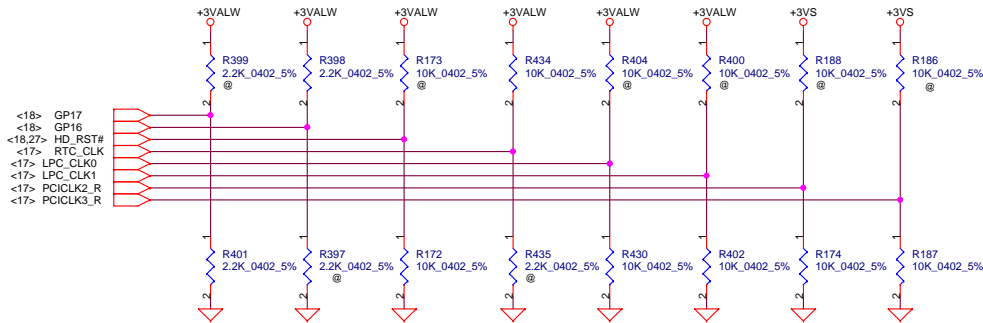 +3VALW +3VALW +3VALW +3VALW +3VALW +3VALW +3VS +3VS
1 1 1 1 1 1 1 1
R399 R398 R173 R434 R404 R400 R188 R186
2.2K_0402_5% 2.2K_0402_5% 10K_0402_5% 10K_0402_5% 10K_0402_5% 10K_0402_5% 10K_0402_5% 10K_0402_5%
@ @ @ @ @ @ @
2 2 2 2 2 2 2 2
<18> GP17
<18> GP16
<18,27> HD_RST#
<17> RTC_CLK
<17> LPC_CLK0
<17> LPC_CLK1
<17> PCICLK2_R
<17> PCICLK3_R
1 1 1 1 1 1 1 1
R401 R397 R172 R435 R430 R402 R174 R187
2.2K_0402_5% 2.2K_0402_5% 10K_0402_5% 2.2K_0402_5% 10K_0402_5% 10K_0402_5% 10K_0402_5% 10K_0402_5%
@ @
2 2 2 2 2 2 2 2